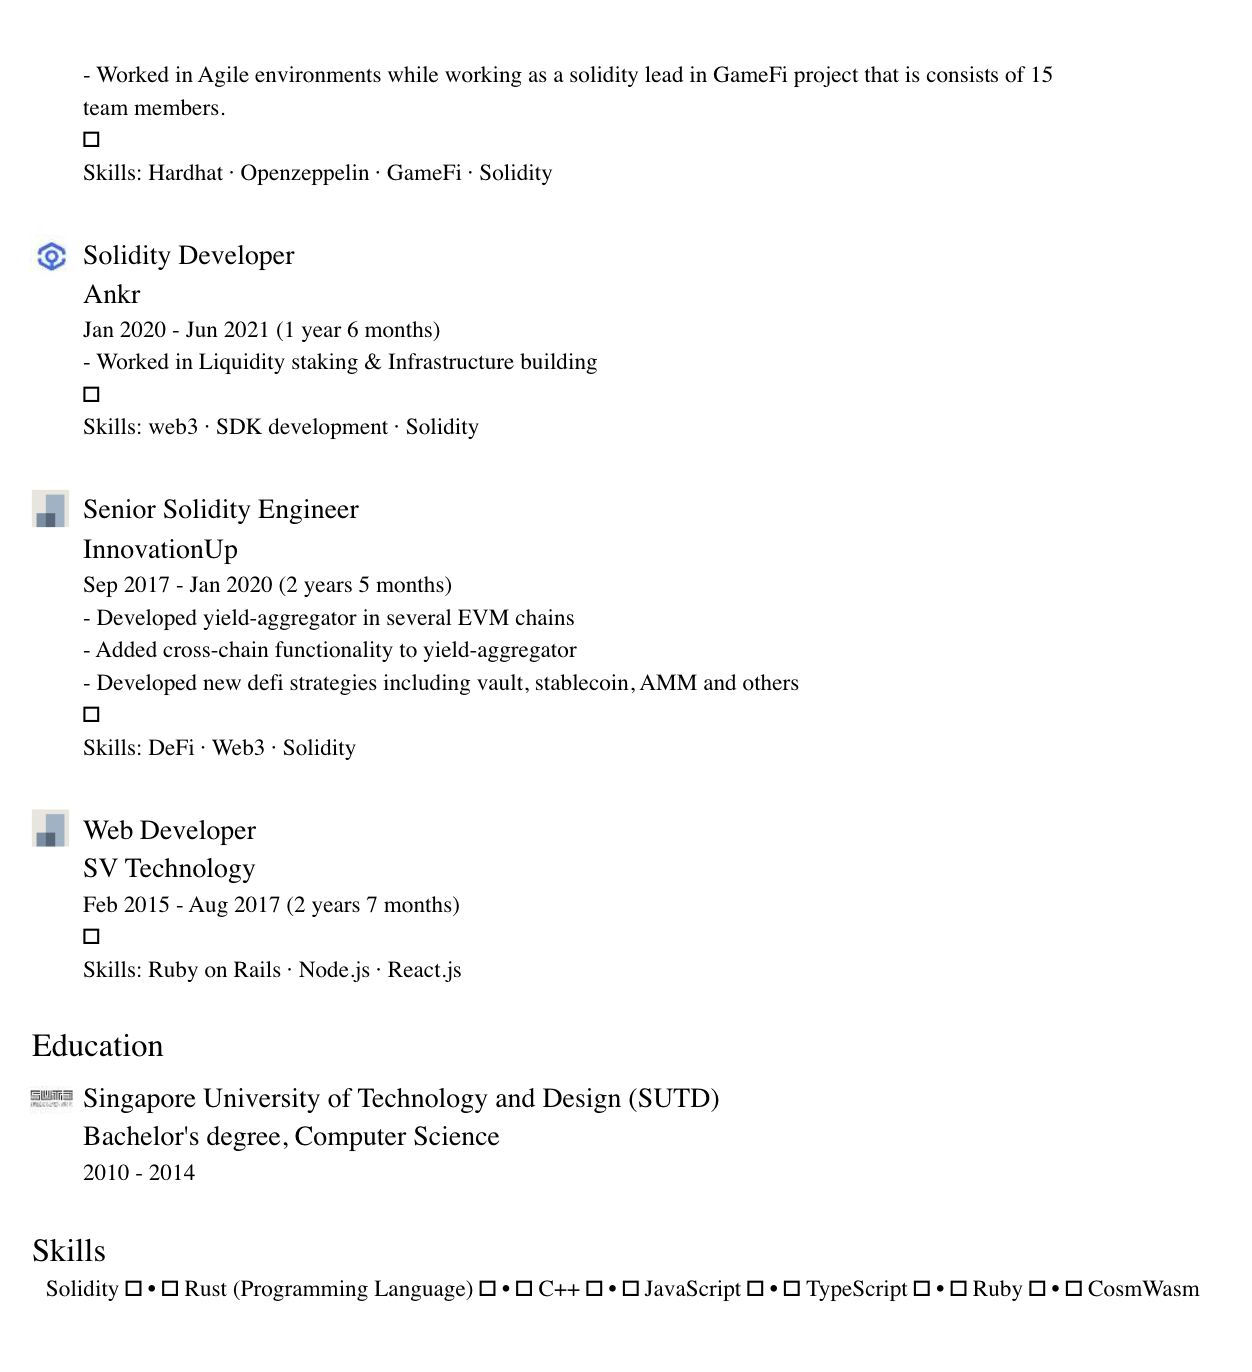 - Worked in Agile environments while working as a solidity lead in GameFi project that is consists of 15
team members.
□
Skills: Hardhat · Openzeppelin · GameFi · Solidity
Solidity Developer
Ankr
Jan 2020 - Jun 2021 (1 year 6 months)
- Worked in Liquidity staking & Infrastructure building
□
Skills: web3 · SDK development · Solidity
Senior Solidity Engineer
InnovationUp
Sep 2017 - Jan 2020 (2 years 5 months)
- Developed yield-aggregator in several EVM chains
- Added cross-chain functionality to yield-aggregator
- Developed new defi strategies including vault, stablecoin, AMM and others
□
Skills: DeFi · Web3 · Solidity
Web Developer
SV Technology
Feb 2015 - Aug 2017 (2 years 7 months)
□
Skills: Ruby on Rails · Node.js · React.js
Education
Singapore University of Technology and Design (SUTD)
Bachelor's degree, Computer Science
2010 - 2014
Skills
Solidity □ • □ Rust (Programming Language) □ • □ C++ □ • □ JavaScript □ • □ TypeScript □ • □ Ruby □ • □ CosmWasm